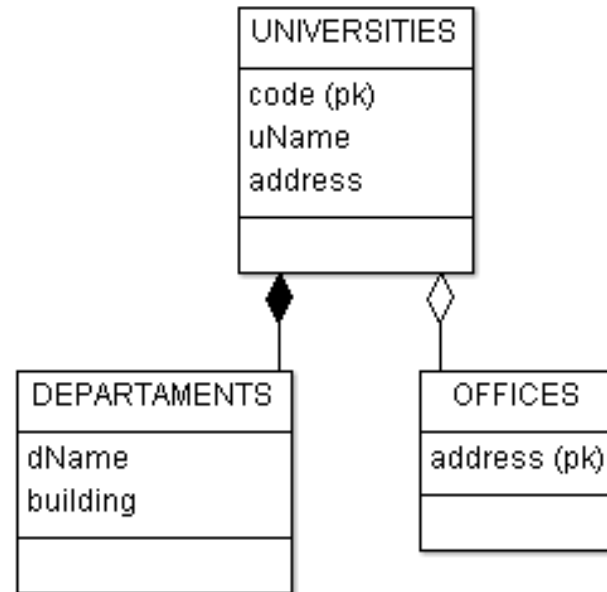 UNIVERSITIES
code (pk)
uName
address
DEPARTAMENTS
dName
building
OFFICES
address (pk)